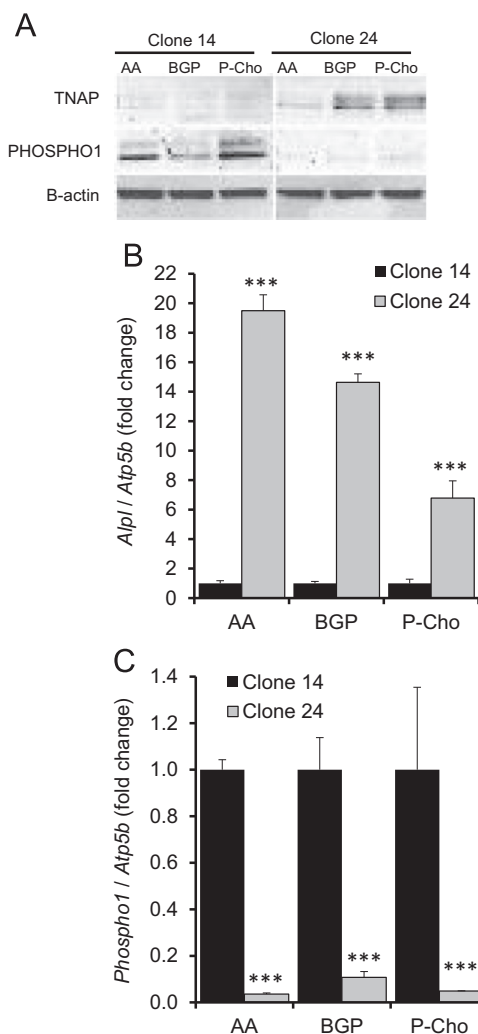 A
Clone 14 Clone 24
AA BGP P-Cho AA BGP P-Cho
TNAP
PHOSPHO1
B-actin
B
Alpl / Atp5b (fold change)
22
20
18
16
14
12
10
8
6
4
2
0
Clone 14
Clone 24
***
***
***
AA BGP P-Cho
C
Phospho1 / Atp5b (fold change)
1.4
1.2
1.0
0.8
0.6
0.4
0.2
0.0
Clone 14
Clone 24
***
***
***
AA BGP P-Cho